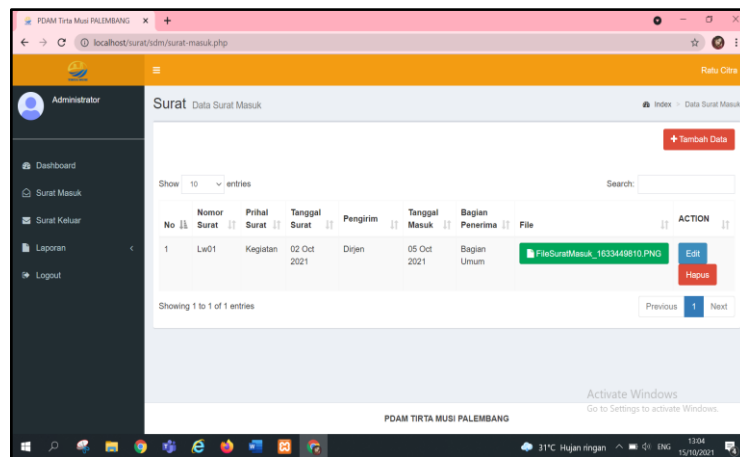 PDAM Tirta Musi PALEMBANG
localhost/surat/sdm/surat-masuk.php
Ratu Citra
Administrator
Surat Data Surat Masuk
Index > Data Surat Masuk
+ Tambah Data
Dashboard
Surat Masuk
Surat Keluar
Laporan
Logout
Show 10 entries
Search:
No Nomor Surat Prihal Surat Tanggal Surat Pengirim Tanggal Masuk Bagian Penerima File ACTION
1 Lw01 Kegiatan 02 Oct 2021 Dirjen 05 Oct 2021 Bagian Umum FileSuratMasuk_1633449810.PNG Edit
Hapus
Showing 1 to 1 of 1 entries
Previous 1 Next
Activate Windows
Go to Settings to activate Windows.
PDAM TIRTA MUSI PALEMBANG
31°C Hujan ringan ENG 13:04
15/10/2021